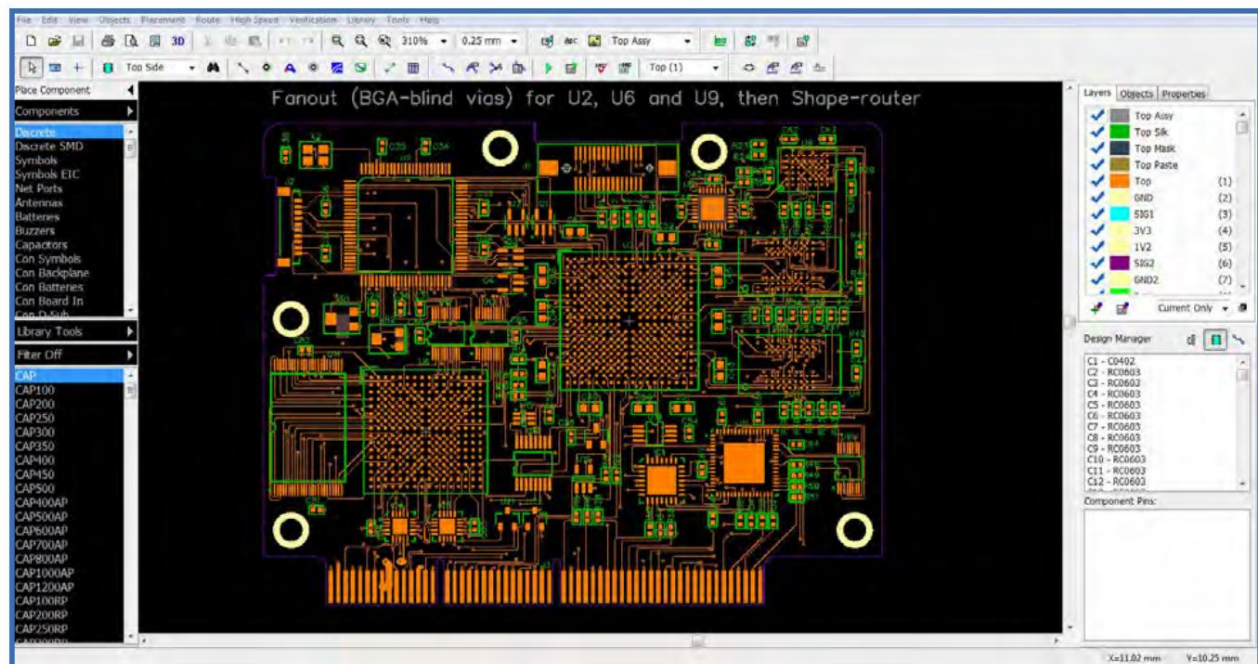 File Edit View Objects Placement Route High Speed Verification Library Tools Help
3D 310% 0.25 mm Top Assy
Top Side Top (1)
Place Component
Components
Discrete
Discrete SMD
Symbols
Symbols EIC
Net Ports
Antennas
Batteries
Buzzers
Capacitors
Con Symbols
Con Backplane
Con Batteries
Con Board In
Con D-Sub
Library Tools
Filter Off
CAP
CAP100
CAP200
CAP250
CAP300
CAP350
CAP400
CAP450
CAP500
CAP400AP
CAP500AP
CAP600AP
CAP700AP
CAP800AP
CAP1000AP
CAP1200AP
CAP100RP
CAP200RP
CAP250RP
Fanout (BGA-blind vias) for U2, U6 and U9, then Shape-router
Layers Objects Properties
Top Assy
Top Silk
Top Mask
Top Paste
Top (1)
GND (2)
SIG1 (3)
3V3 (4)
1V2 (5)
SIG2 (6)
GND2 (7)
Current Only
Design Manager
C1 - C0402
C2 - RC0603
C3 - RC0603
C4 - RC0603
C5 - RC0603
C6 - RC0603
C7 - RC0603
C8 - RC0603
C9 - RC0603
C10 - RC0603
C11 - RC0603
C12 - RC0603
Component Pins:
X=11.02 mm Y=10.25 mm